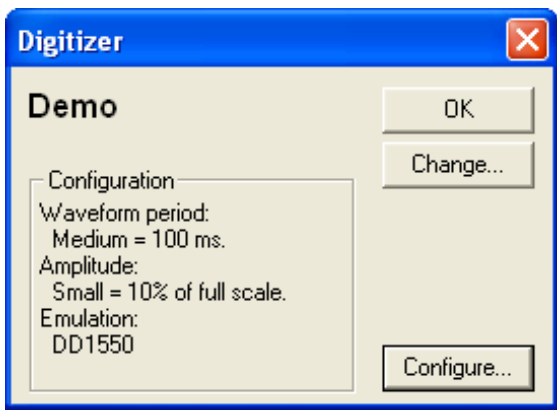 Digitizer
Demo
OK
Change...
Configuration
Waveform period:
Medium = 100 ms.
Amplitude:
Small = 10% of full scale.
Emulation:
DD1550
Configure...